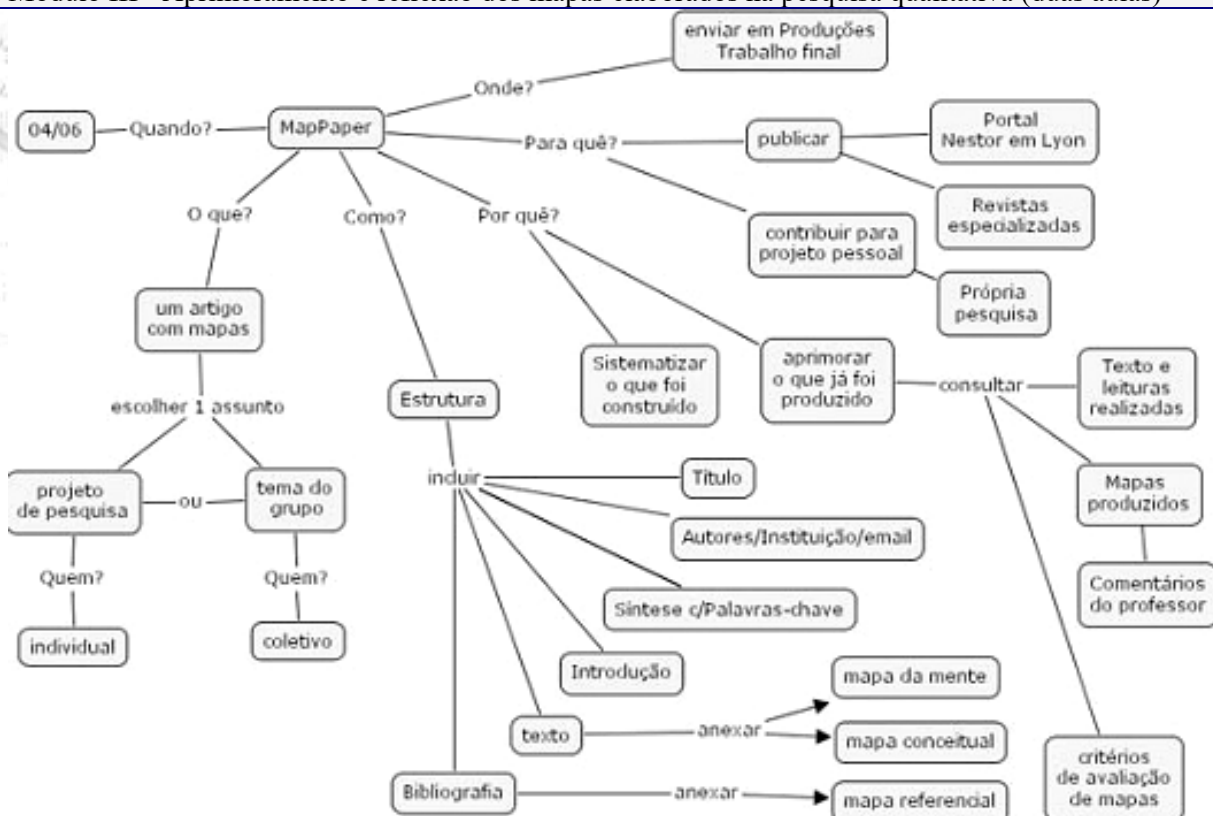 Módulo III - Aprimoramento e reflexão dos mapas elaborados na pesquisa qualitativa (duas aulas)
enviar em Produções
Trabalho final
Onde?
04/06
Quando?
MapPaper
Para quê?
publicar
Portal
Nestor em Lyon
Revistas
especializadas
O que?
Como?
Por quê?
contribuir para
projeto pessoal
Própria
pesquisa
um artigo
com mapas
Sistematizar
o que foi
construído
aprimorar
o que já foi
produzido
consultar
Texto e
leituras
realizadas
Estrutura
escolher 1 assunto
incluir
Título
projeto
de pesquisa
ou
tema do
grupo
Mapas
produzidos
Autores/Instituição/email
Quem?
Quem?
Comentários
do professor
Síntese c/Palavras-chave
individual
coletivo
Introdução
mapa da mente
texto
anexar
mapa conceitual
critérios
de avaliação
de mapas
Bibliografia
anexar
mapa referencial